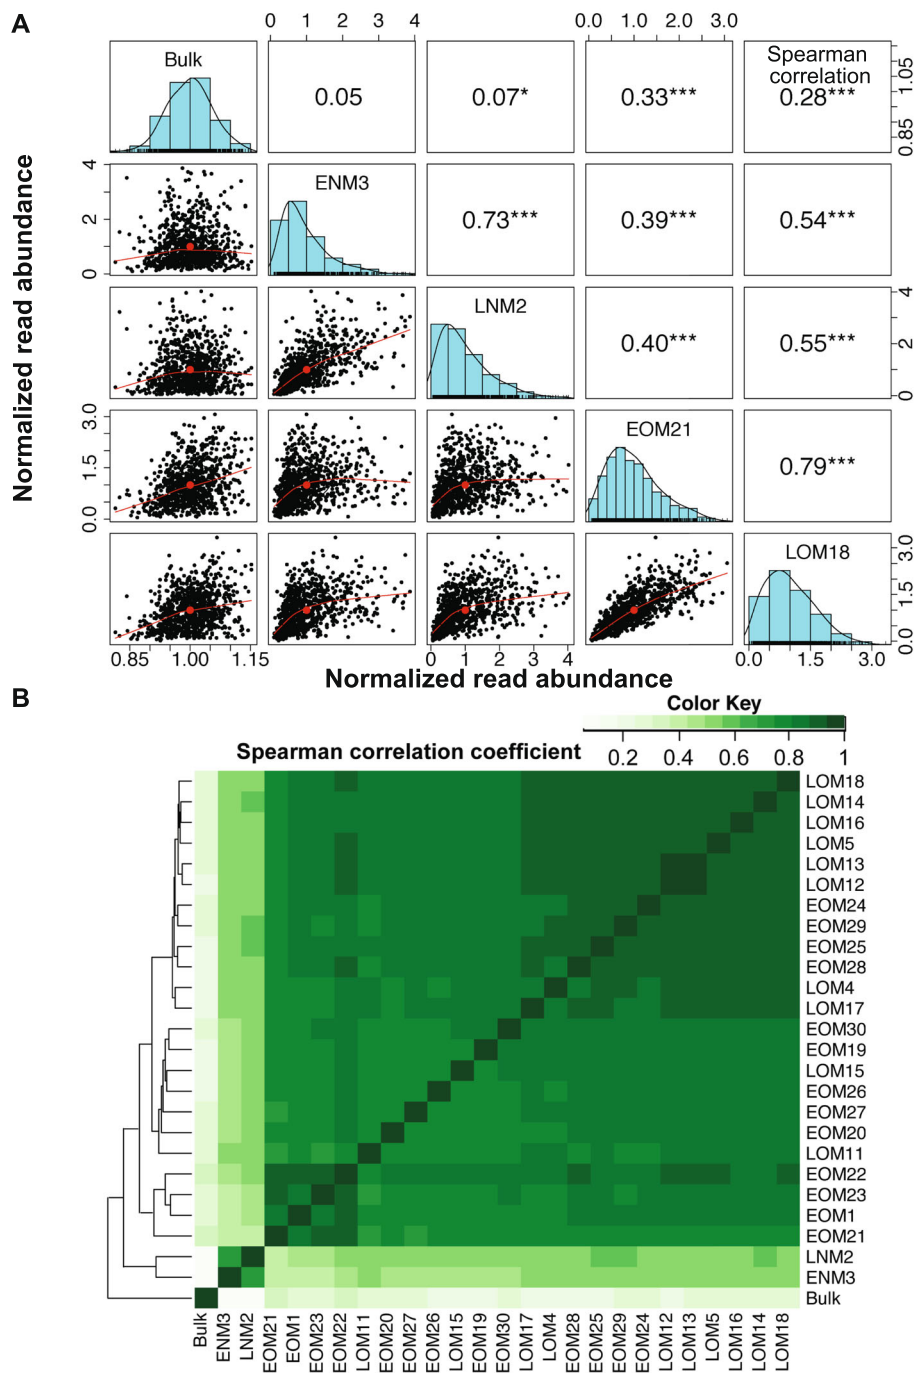 A
0 1 2 3 4
0.0 1.0 2.0 3.0
Bulk
0.05
0.07*
0.33***
Spearman
correlation
0.28***
0.85 1.05
Normalized read abundance
0 2 4
ENM3
0.73***
0.39***
0.54***
LNM2
0.40***
0.55***
0 2 4
0.0 1.5 3.0
EOM21
0.79***
LOM18
0.0 1.5 3.0
0.85 1.00 1.15
0 1 2 3 4
0.0 1.5 3.0
Normalized read abundance
B
Color Key
Spearman correlation coefficient
0.2 0.4 0.6 0.8 1
LOM18
LOM14
LOM16
LOM5
LOM13
LOM12
EOM24
EOM29
EOM25
EOM28
LOM4
LOM17
EOM30
EOM19
LOM15
EOM26
EOM27
EOM20
LOM11
EOM22
EOM23
EOM1
EOM21
LNM2
ENM3
Bulk
Bulk ENM3 LNM2 EOM21 EOM1 EOM23 EOM22 LOM11 EOM20 EOM27 EOM26 LOM15 EOM19 EOM30 LOM17 LOM4 EOM28 EOM25 EOM29 EOM24 LOM12 LOM13 LOM5 LOM16 LOM14 LOM18